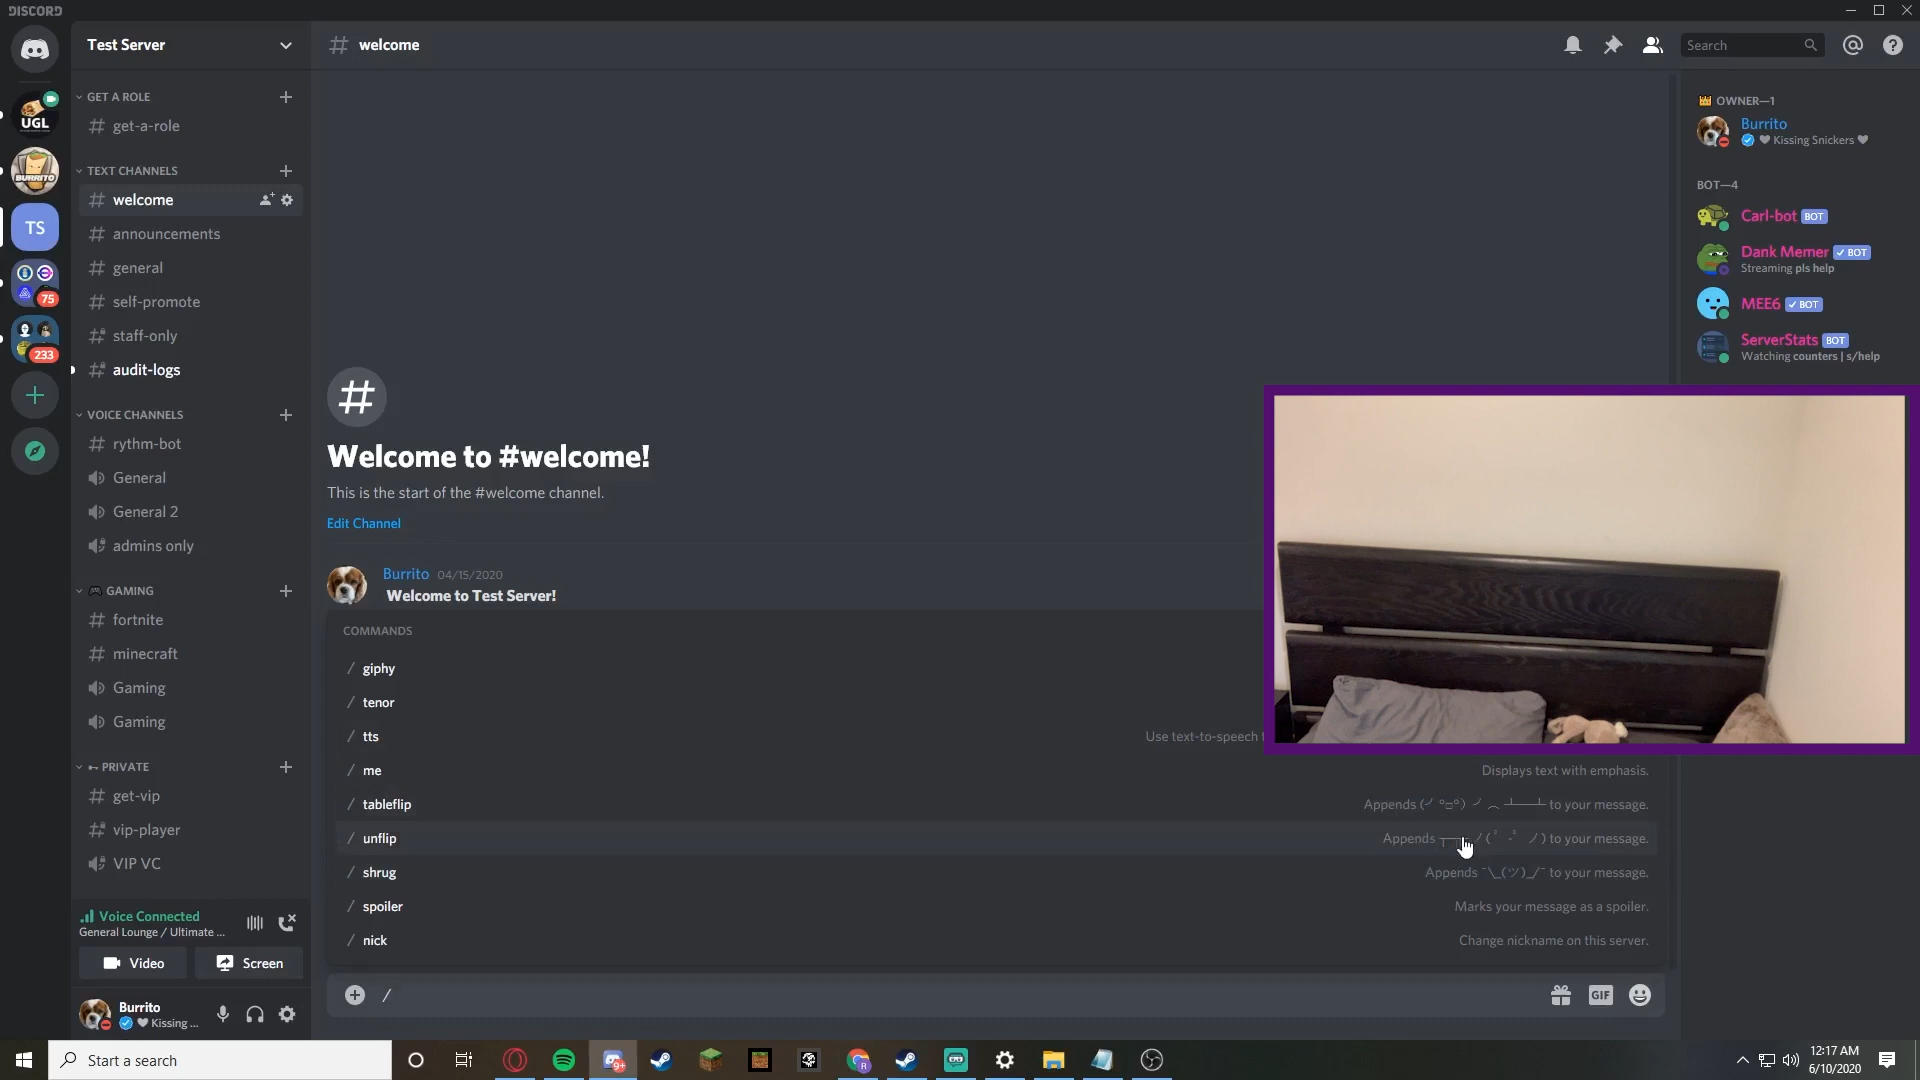 DISCORD
Test Server
welcome
Search
GET A ROLE
get-a-role
TEXT CHANNELS
welcome
announcements
general
self-promote
staff-only
audit-logs
VOICE CHANNELS
rythm-bot
General
General 2
admins only
GAMING
fortnite
minecraft
Gaming
Gaming
PRIVATE
get-vip
vip-player
VIP VC
Voice Connected
General Lounge / Ultimate ...
Video
Screen
Burrito
Kissing ...
UGL
BURRITO
TS
75
233
Welcome to #welcome!
This is the start of the #welcome channel.
Edit Channel
Burrito 04/15/2020
Welcome to Test Server!
COMMANDS
/ giphy
/ tenor
/ tts Use text-to-speech
/ me Displays text with emphasis.
/ tableflip Appends (╯°□°）╯︵ ┻━┻ to your message.
/ unflip Appends ┬─┬ ノ( ゜-゜ノ) to your message.
/ shrug Appends ¯\_(ツ)_/¯ to your message.
/ spoiler Marks your message as a spoiler.
/ nick Change nickname on this server.
/
GIF
OWNER—1
Burrito
Kissing Snickers
BOT—4
Carl-bot BOT
Dank Memer BOT
Streaming pls help
MEE6 BOT
ServerStats BOT
Watching counters | s/help
Start a search
9+
12:17 AM
6/10/2020